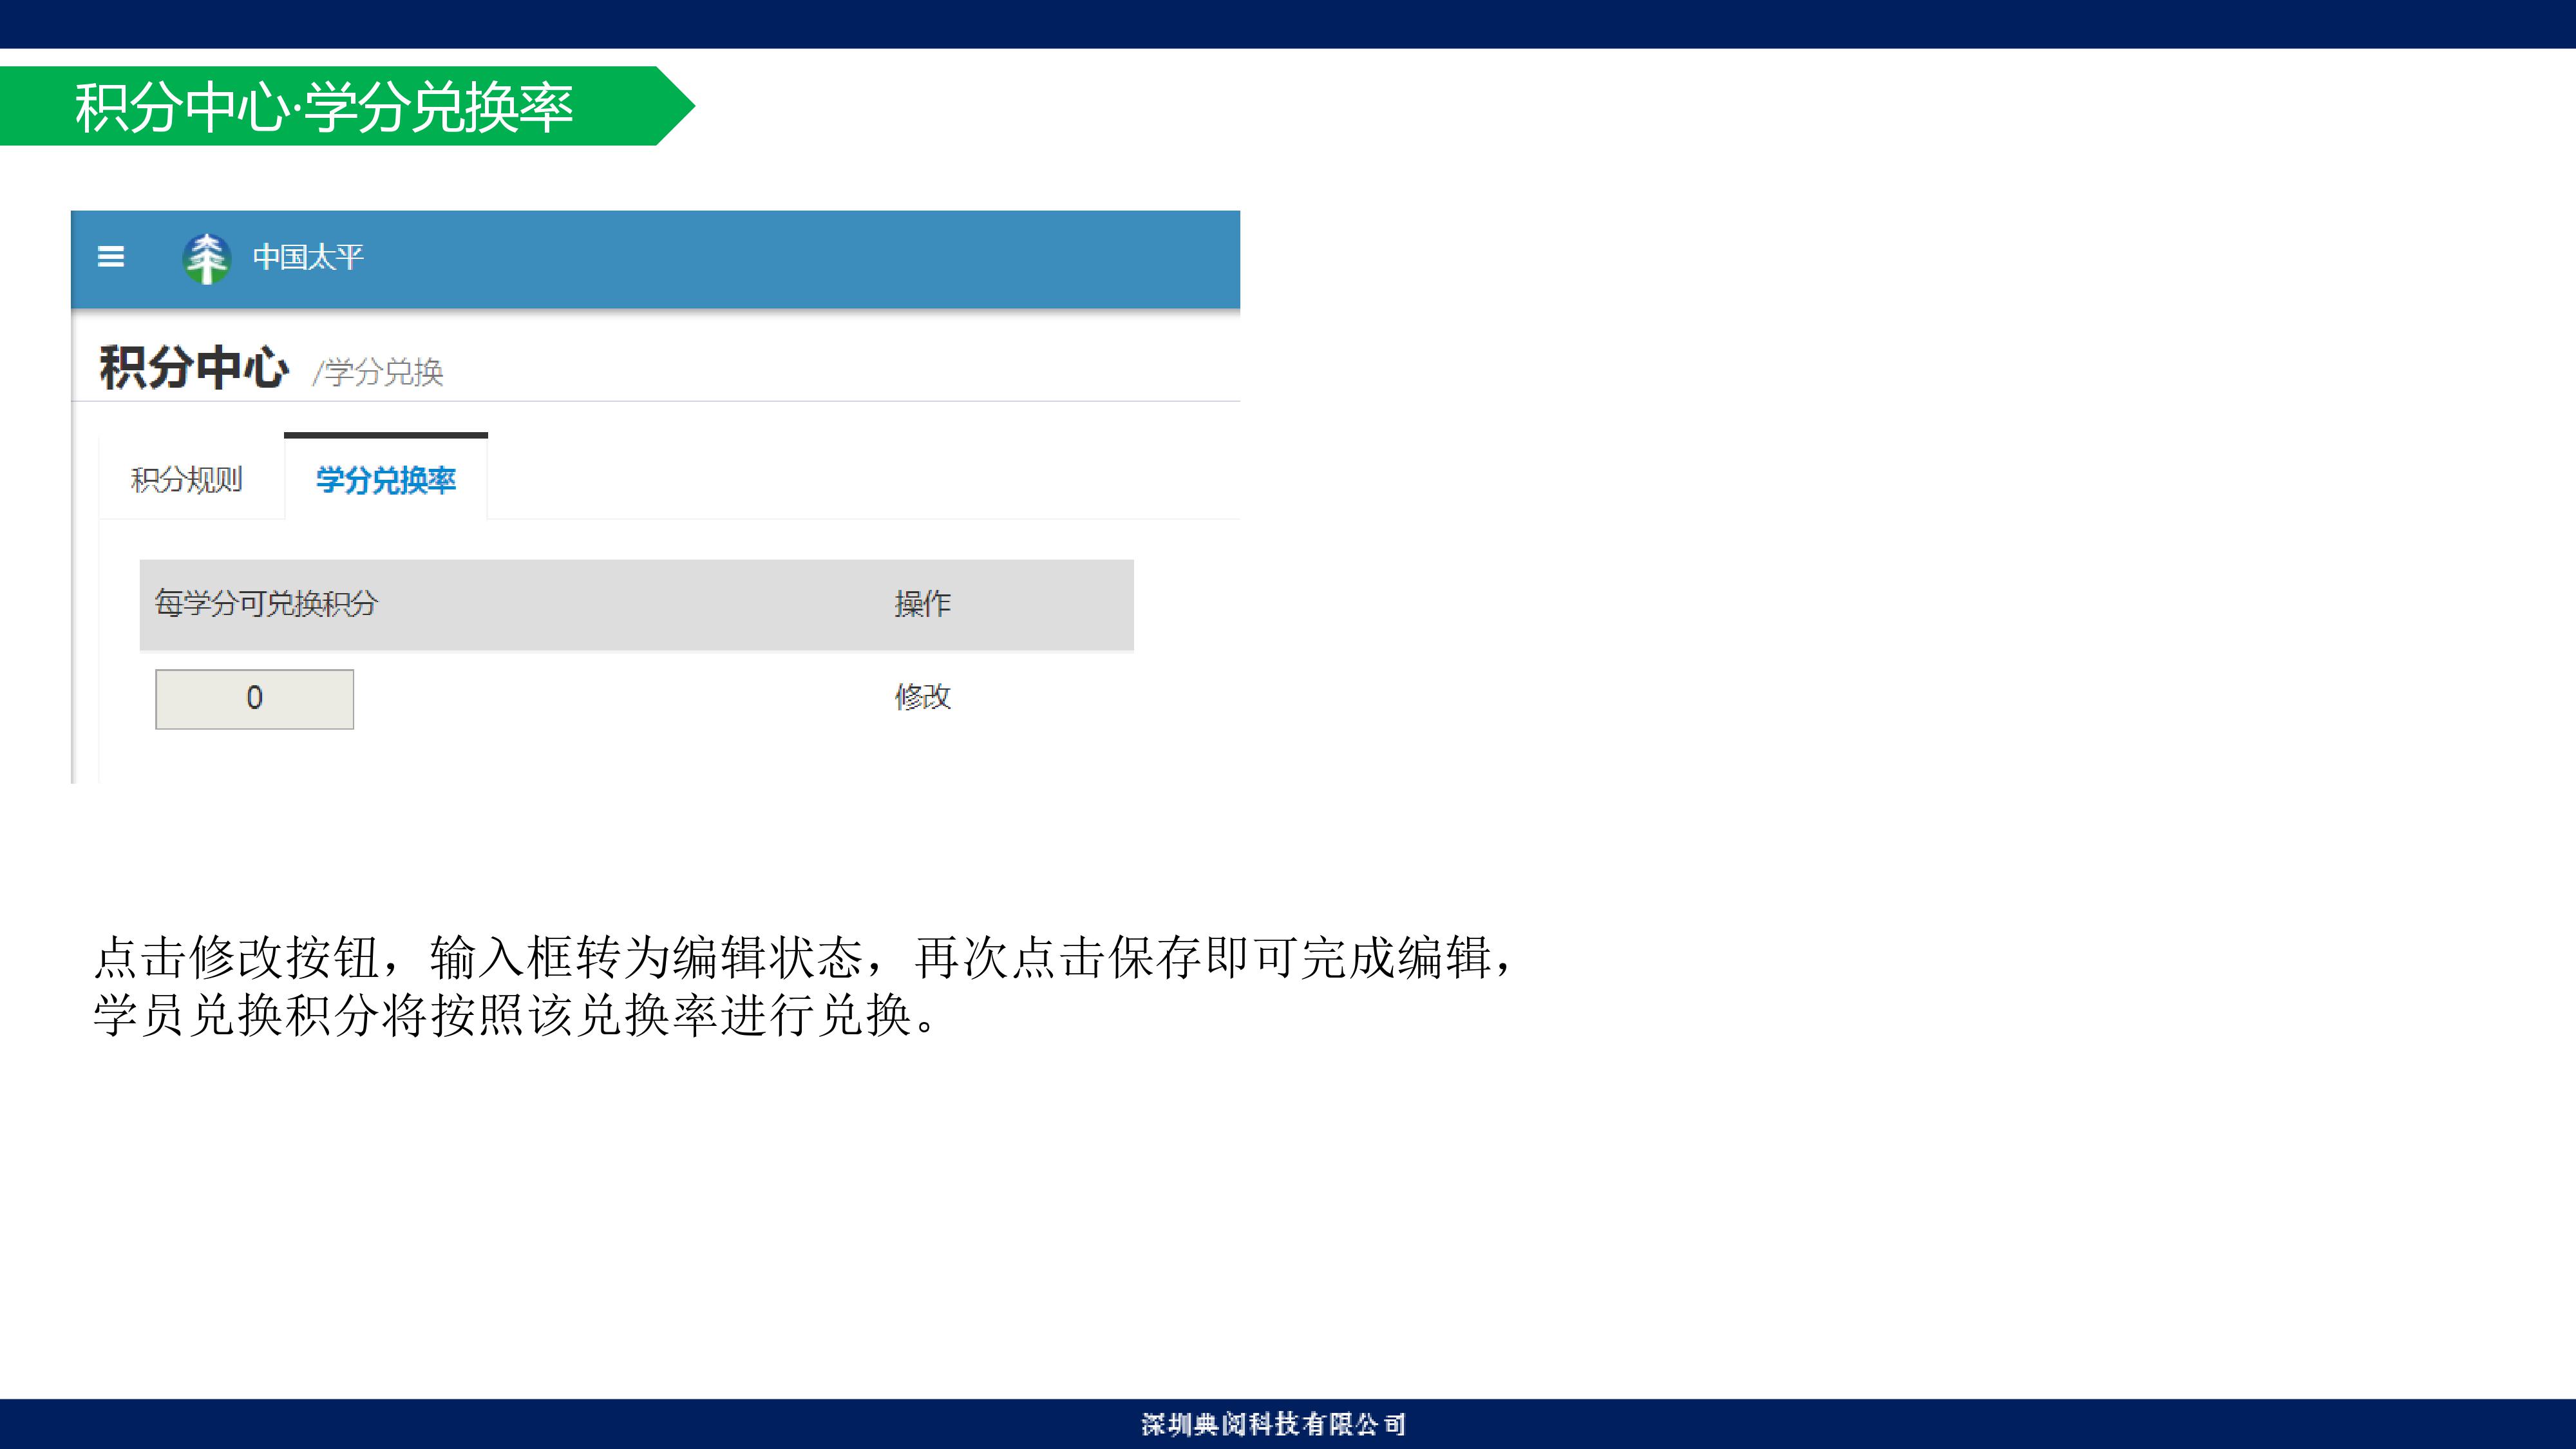 积分中心·学分兑换率
中国太平
积分中心 /学分兑换
积分规则 学分兑换率
每学分可兑换积分 操作
0 修改
点击修改按钮，输入框转为编辑状态，再次点击保存即可完成编辑，
学员兑换积分将按照该兑换率进行兑换。
深圳典阅科技有限公司